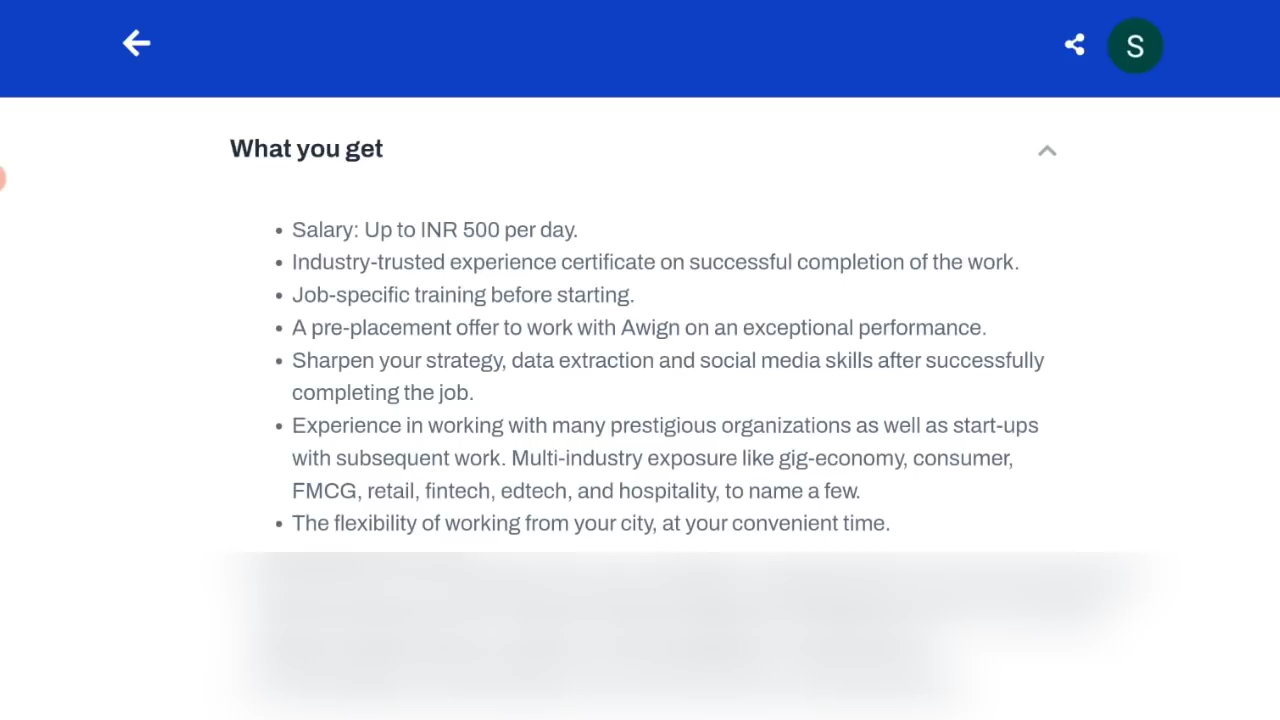 S
What you get
• Salary: Up to INR 500 per day.
• Industry-trusted experience certificate on successful completion of the work.
• Job-specific training before starting.
• A pre-placement offer to work with Awign on an exceptional performance.
• Sharpen your strategy, data extraction and social media skills after successfully
completing the job.
• Experience in working with many prestigious organizations as well as start-ups
with subsequent work. Multi-industry exposure like gig-economy, consumer,
FMCG, retail, fintech, edtech, and hospitality, to name a few.
• The flexibility of working from your city, at your convenient time.